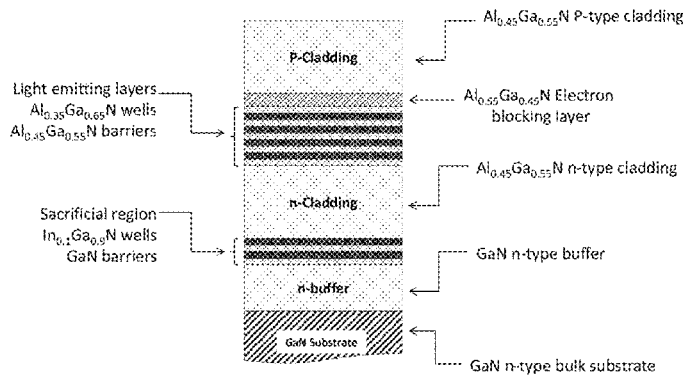 Al0.45Ga0.55N P-type cladding
P-Cladding
Light emitting layers
Al0.35Ga0.65N wells
Al0.45Ga0.55N barriers
Al0.55Ga0.45N Electron
blocking layer
Al0.45Ga0.55N n-type cladding
n-Cladding
Sacrificial region
In0.1Ga0.9N wells
GaN barriers
GaN n-type buffer
n-buffer
GaN Substrate
GaN n-type bulk substrate